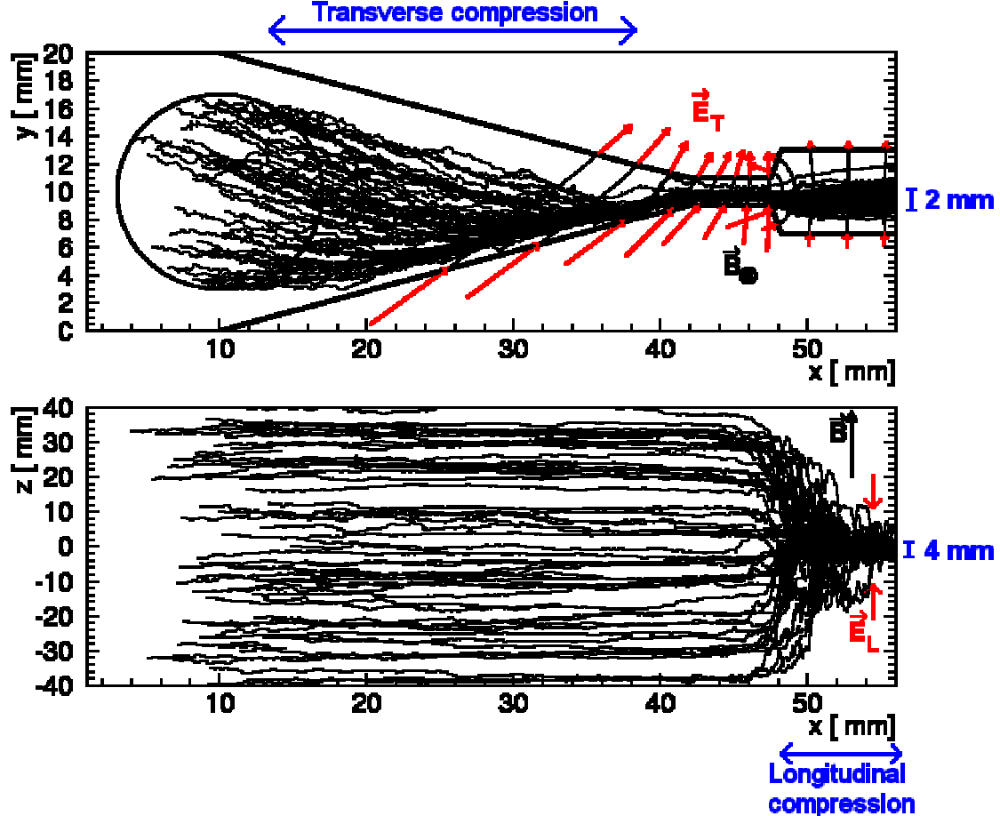 Transverse compression
20
18
16
14
12
10
8
6
4
2
C
y [ mm]
E_T
B
I 2 mm
10 20 30 40 50
x [ mm]
40
30
20
10
0
-10
-20
-30
-40
z [ mm]
B
I 4 mm
E_L
10 20 30 40 50
x [ mm]
Longitudinal
compression